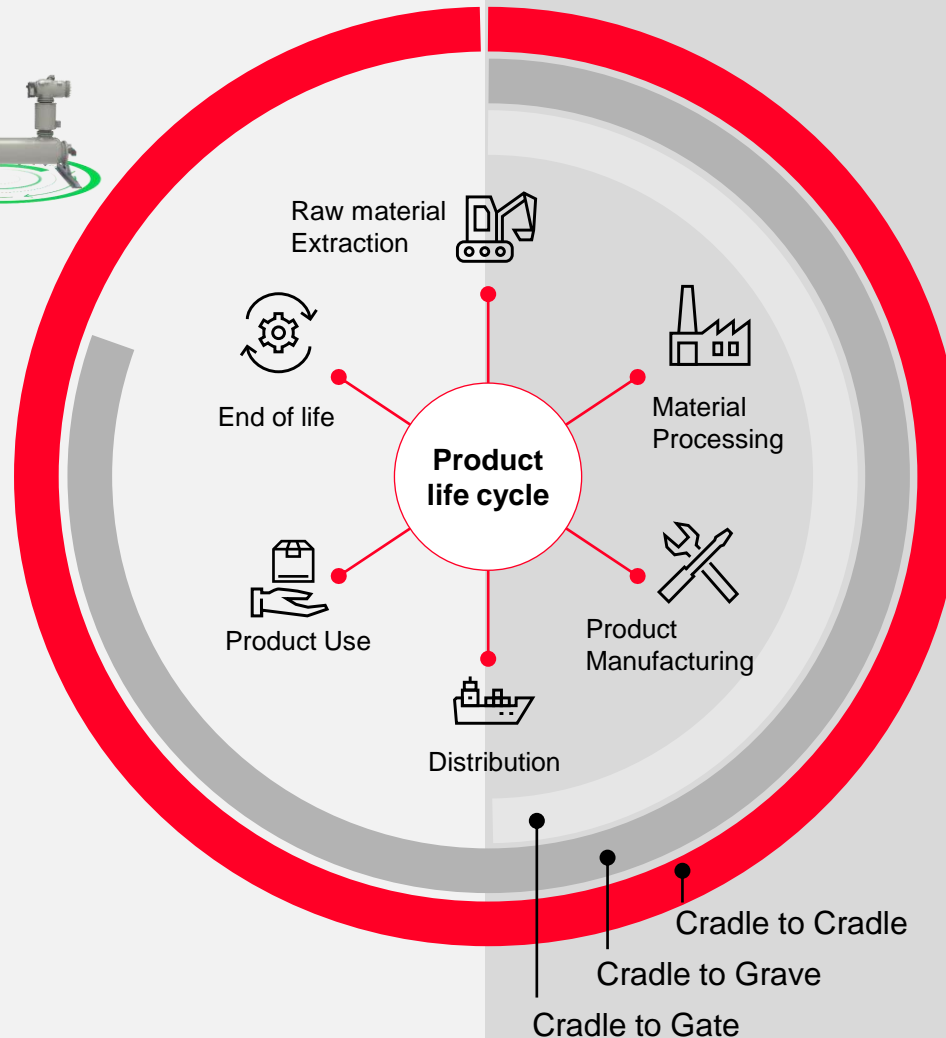 Raw material
Extraction
Material
Processing
Product
Manufacturing
Distribution
Product Use
End of life
Product
life cycle
Cradle to Cradle
Cradle to Grave
Cradle to Gate